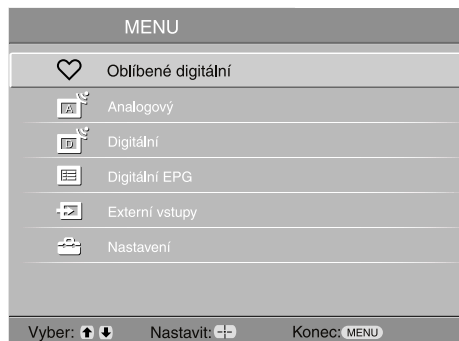 MENU
Oblíbené digitální
A Analogový
D Digitální
Digitální EPG
Externí vstupy
Nastavení
Vyber: Nastavit: Konec: MENU